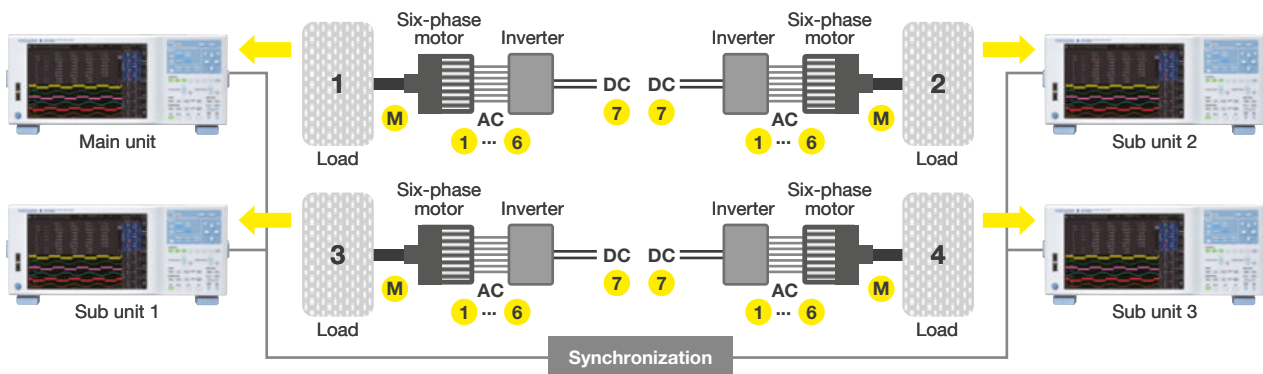 Six-phase
motor
Inverter
Inverter
Six-phase
motor
1
DC
DC
2
M
7
7
M
AC
AC
1 ... 6
1 ... 6
Main unit
Load
Load
Sub unit 2
Six-phase
motor
Inverter
Inverter
Six-phase
motor
3
DC
DC
4
M
7
7
M
AC
AC
1 ... 6
1 ... 6
Sub unit 1
Load
Load
Sub unit 3
Synchronization